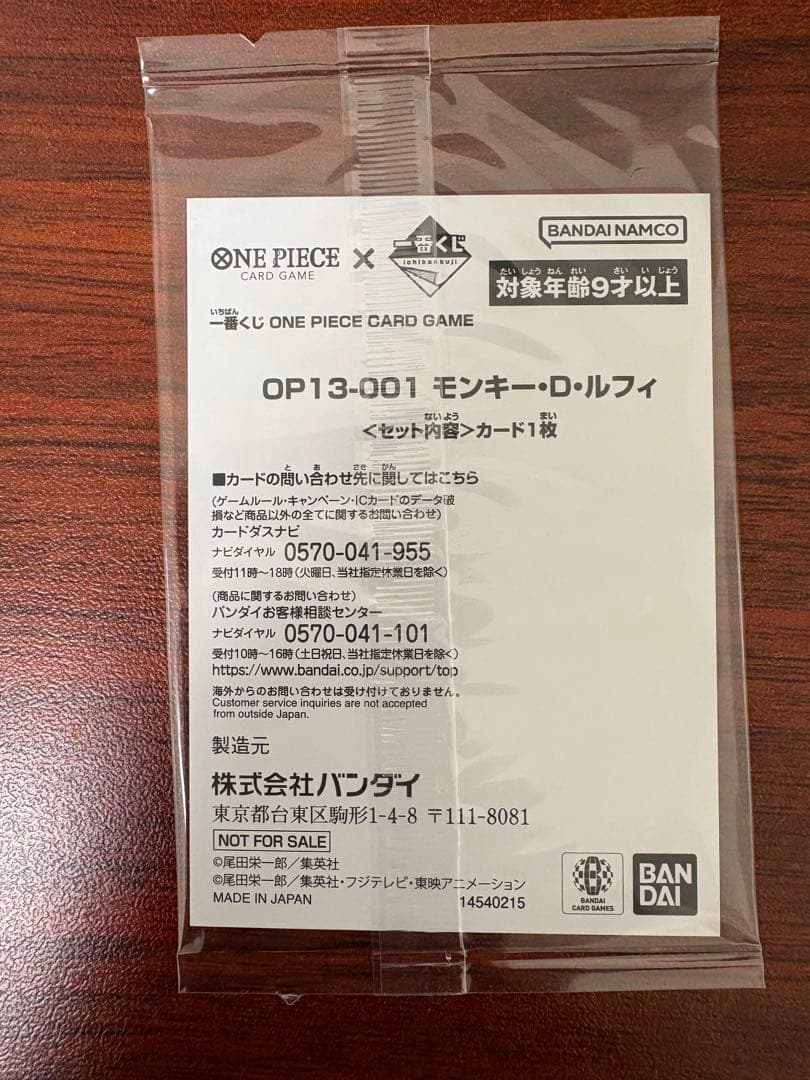 ONE PIECE
CARD GAME
×
一番くじ
ichibankuji
BANDAI NAMCO
たいしょうねんれい さいいじょう
対象年齢9才以上
いちばん
一番くじ ONE PIECE CARD GAME
OP13-001 モンキー・D・ルフィ
ないよう まい
<セット内容>カード1枚
と あ さき かん
■カードの問い合わせ先に関してはこちら
(ゲームルール・キャンペーン・ICカードのデータ破
損など商品以外の全てに関するお問い合わせ)
カードダスナビ
ナビダイヤル 0570-041-955
受付11時〜18時(火曜日、当社指定休業日を除く)
(商品に関するお問い合わせ)
バンダイお客様相談センター
ナビダイヤル 0570-041-101
受付10時〜16時(土日祝日、当社指定休業日を除く)
https://www.bandai.co.jp/support/top
海外からのお問い合わせは受け付けておりません。
Customer service inquiries are not accepted
from outside Japan.
製造元
株式会社バンダイ
東京都台東区駒形1-4-8 〒111-8081
NOT FOR SALE
©尾田栄一郎/集英社
©尾田栄一郎/集英社・フジテレビ・東映アニメーション
MADE IN JAPAN 14540215
BANDAI
CARD GAMES
BAN
DAI